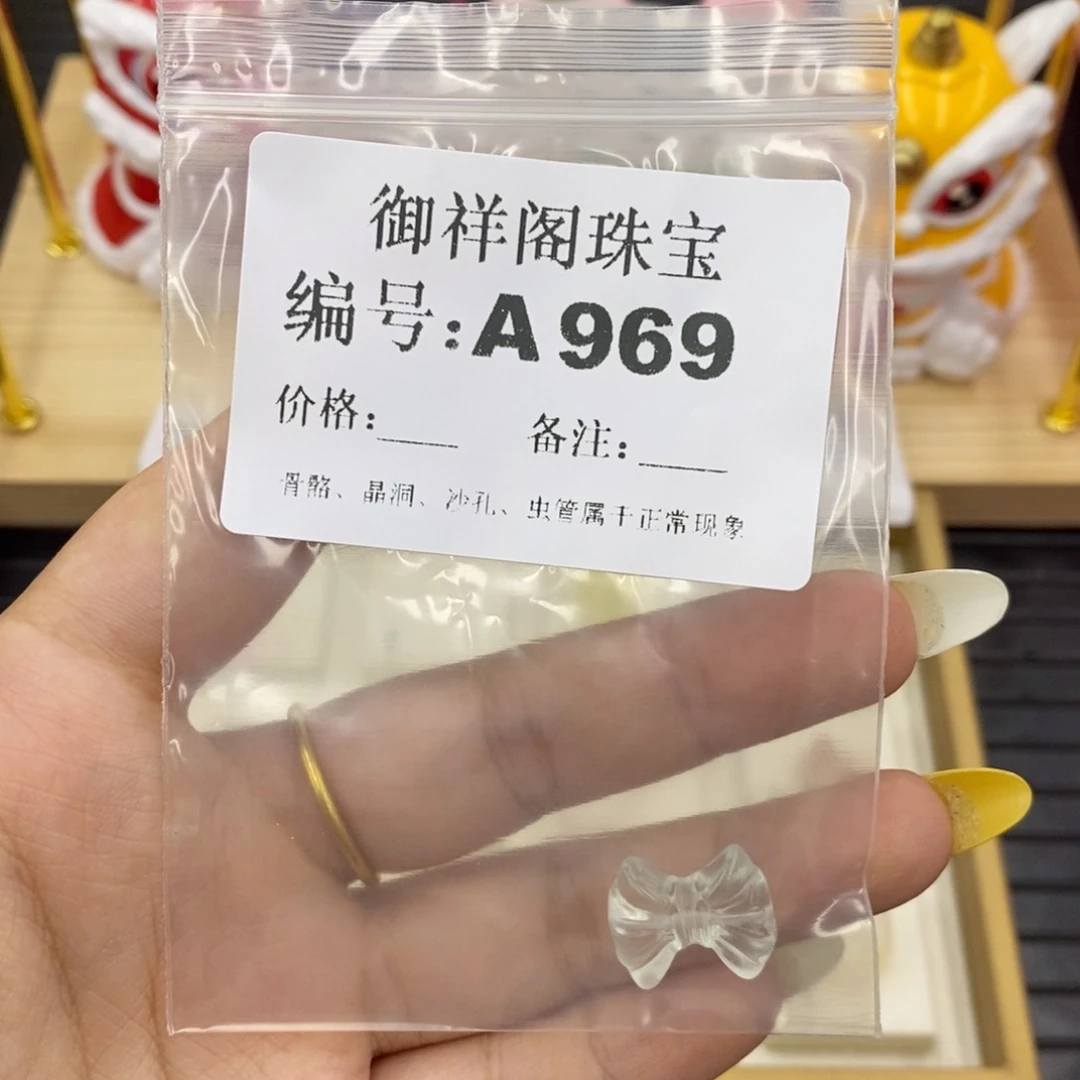 御祥阁珠宝
编号:A969
价格:____ 备注:____
骨骼、晶洞、沙孔、虫管属于正常现象